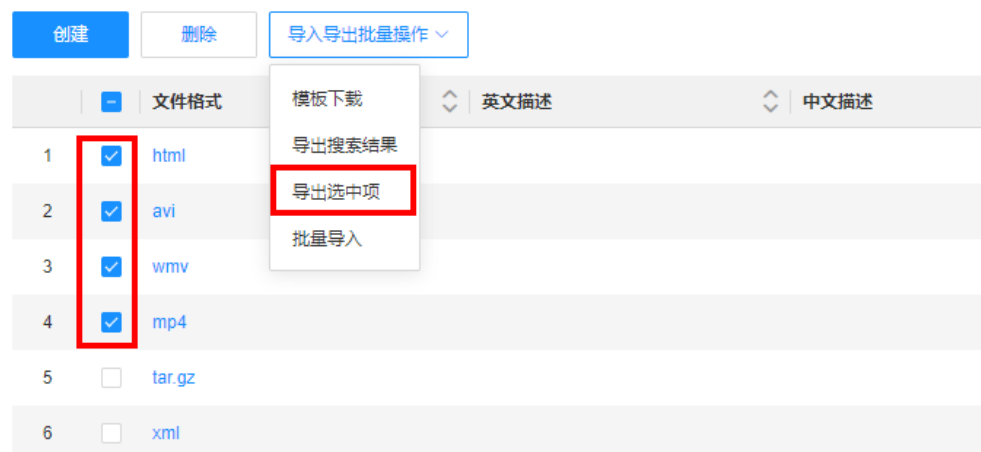 创建 删除 导入导出批量操作
文件格式 英文描述 中文描述
模板下载
导出搜索结果
导出选中项
批量导入
1 html
2 avi
3 wmv
4 mp4
5 tar.gz
6 xml